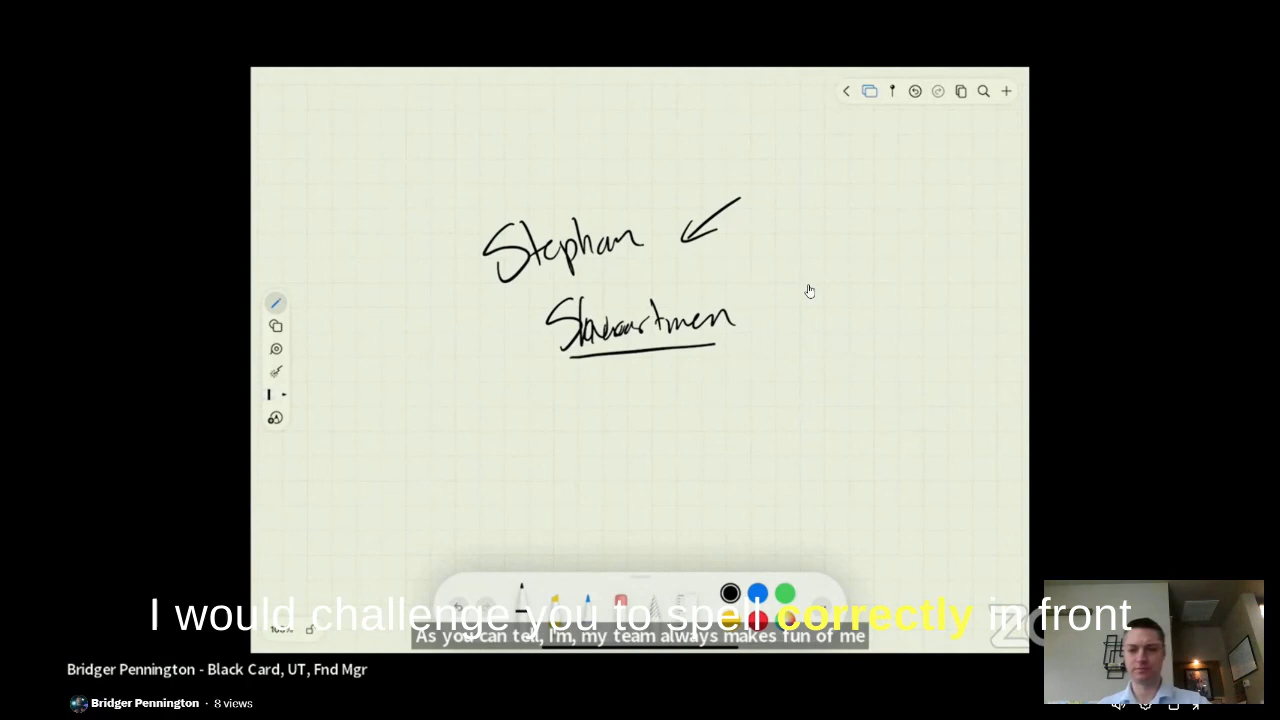 Stephan
I would challenge you to spell correctly in front
As you can tell, I'm, my team always makes fun of me
Bridger Pennington - Black Card, UT, Fnd Mgr
Bridger Pennington · 8 views